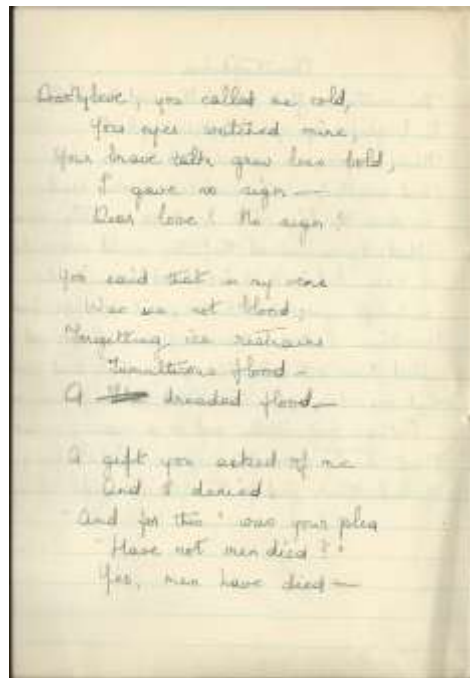 Dear love, you called me cold,
Your eyes watched mine,
Your brave talk grew less bold,
I gave no sign —
Dear love! No sign!
You said that in my veins
Was ice, not blood,
Forgetting ice restrains
Tumultuous flood —
A dreaded flood —
A gift you asked of me
And I denied.
"And for this" was your plea
"Have not men died?"
Yes, men have died —